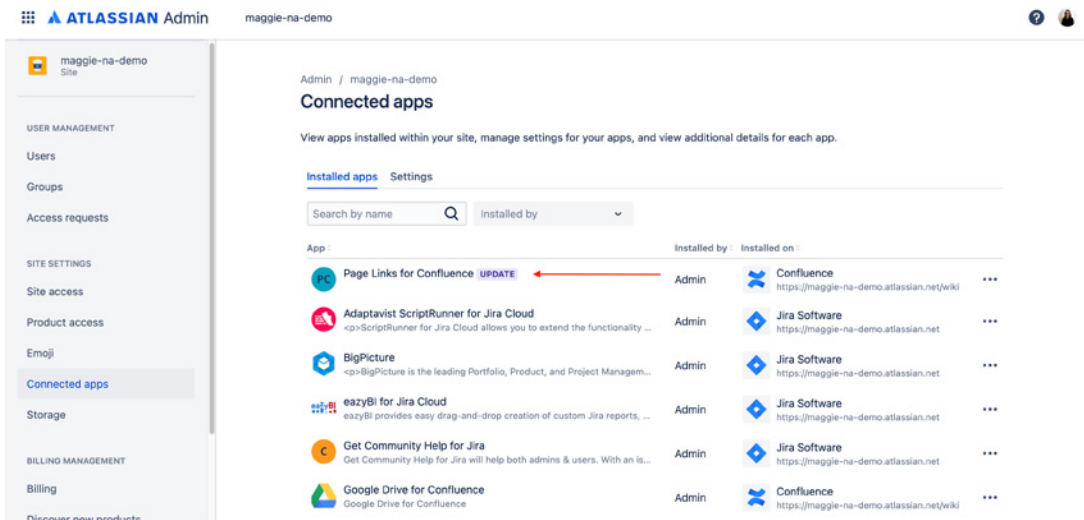 ATLASSIAN Admin
maggie-na-demo
maggie-na-demo
Site
USER MANAGEMENT
Users
Groups
Access requests
SITE SETTINGS
Site access
Product access
Emoji
Connected apps
Storage
BILLING MANAGEMENT
Billing
Discover new products
Admin / maggie-na-demo
Connected apps
View apps installed within your site, manage settings for your apps, and view additional details for each app.
Installed apps Settings
Search by name Installed by
App Installed by Installed on
PC Page Links for Confluence UPDATE Admin Confluence
https://maggie-na-demo.atlassian.net/wiki
Adaptavist ScriptRunner for Jira Cloud Admin Jira Software
<p>ScriptRunner for Jira Cloud allows you to extend the functionality ... https://maggie-na-demo.atlassian.net
BigPicture Admin Jira Software
<p>BigPicture is the leading Portfolio, Product, and Project Managem... https://maggie-na-demo.atlassian.net
eazyBI eazyBI for Jira Cloud Admin Jira Software
eazyBI provides easy drag-and-drop creation of custom Jira reports, ... https://maggie-na-demo.atlassian.net
C Get Community Help for Jira Admin Jira Software
Get Community Help for Jira will help both admins & users. With an is... https://maggie-na-demo.atlassian.net
Google Drive for Confluence Admin Confluence
Google Drive for Confluence https://maggie-na-demo.atlassian.net/wiki